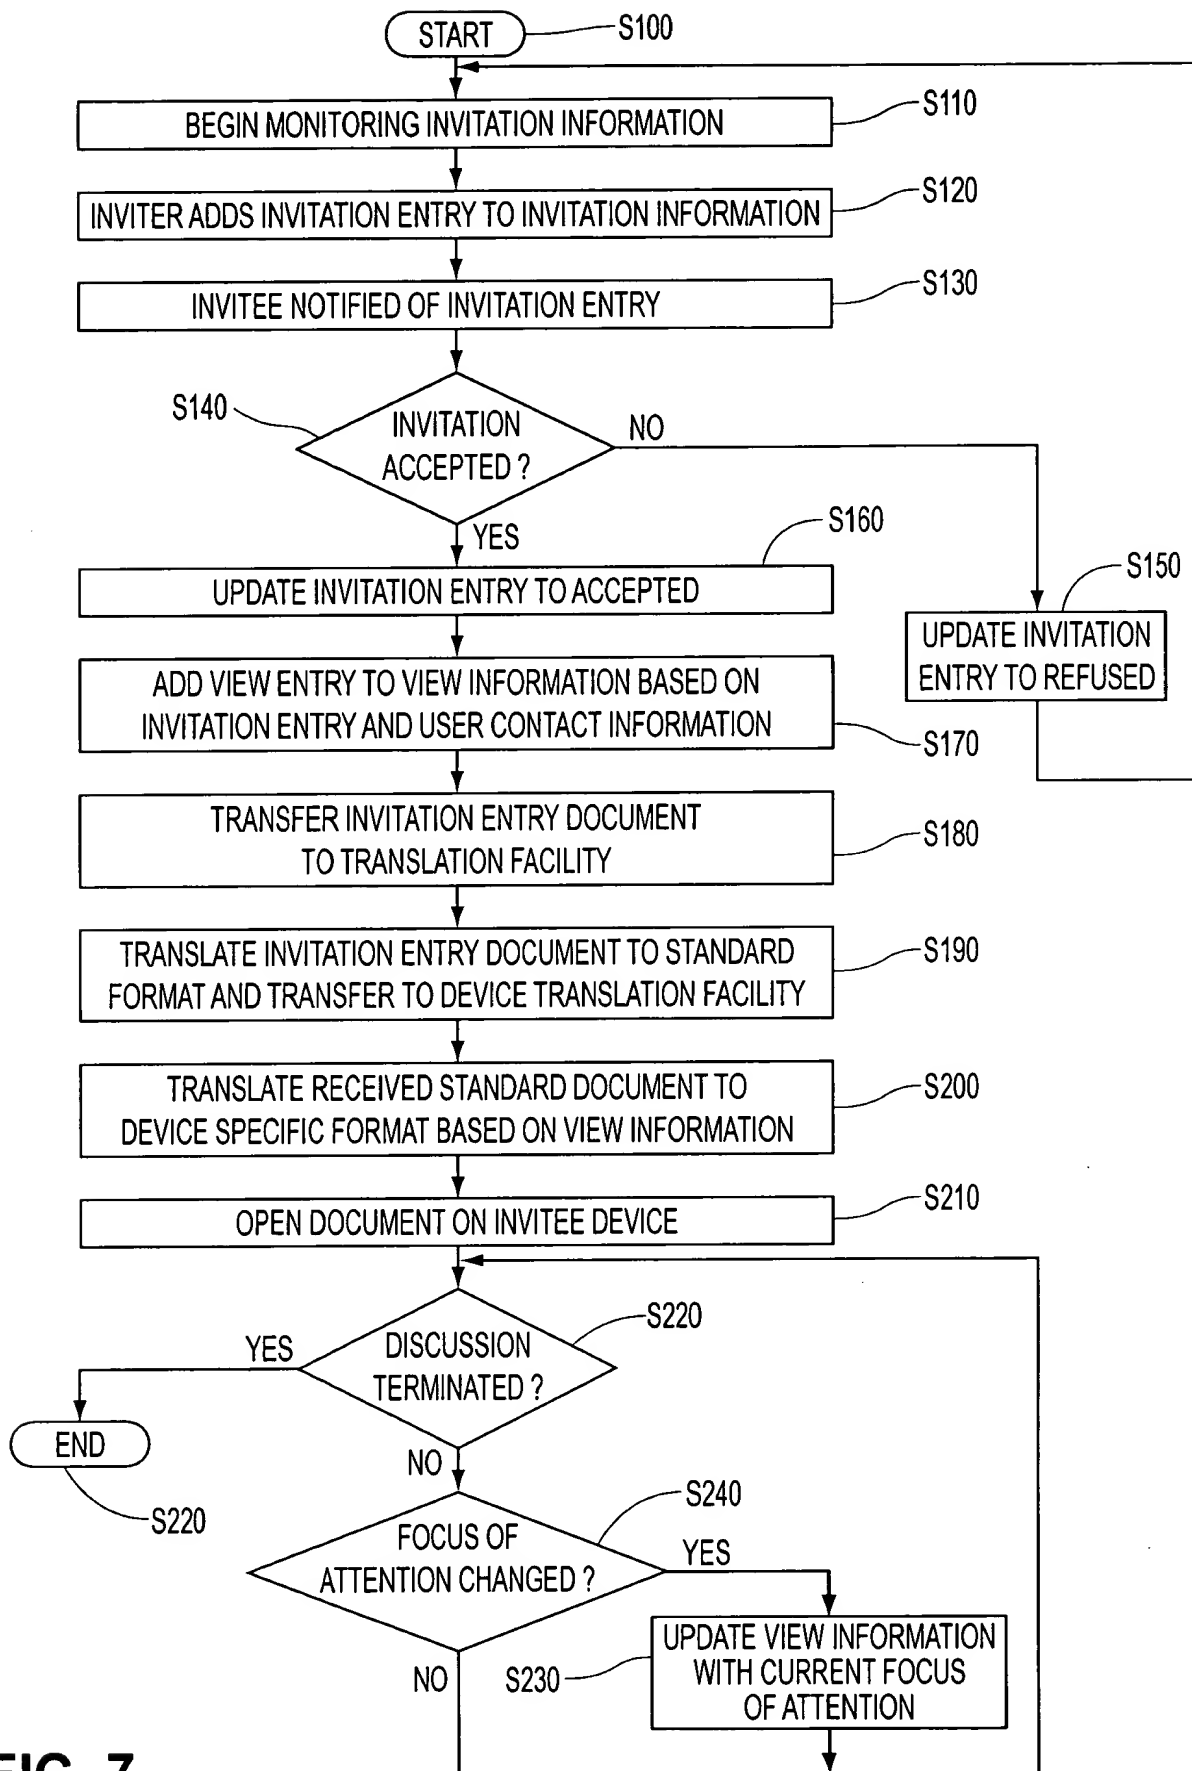 START
S100
BEGIN MONITORING INVITATION INFORMATION
S110
INVITER ADDS INVITATION ENTRY TO INVITATION INFORMATION
S120
INVITEE NOTIFIED OF INVITATION ENTRY
S130
S140
INVITATION
ACCEPTED ?
NO
YES
S160
UPDATE INVITATION ENTRY TO ACCEPTED
S150
UPDATE INVITATION
ENTRY TO REFUSED
ADD VIEW ENTRY TO VIEW INFORMATION BASED ON
INVITATION ENTRY AND USER CONTACT INFORMATION
S170
TRANSFER INVITATION ENTRY DOCUMENT
TO TRANSLATION FACILITY
S180
TRANSLATE INVITATION ENTRY DOCUMENT TO STANDARD
FORMAT AND TRANSFER TO DEVICE TRANSLATION FACILITY
S190
TRANSLATE RECEIVED STANDARD DOCUMENT TO
DEVICE SPECIFIC FORMAT BASED ON VIEW INFORMATION
S200
OPEN DOCUMENT ON INVITEE DEVICE
S210
S220
YES
DISCUSSION
TERMINATED ?
END
NO
S220
S240
FOCUS OF
ATTENTION CHANGED ?
YES
UPDATE VIEW INFORMATION
WITH CURRENT FOCUS
OF ATTENTION
S230
NO
FIG. 7